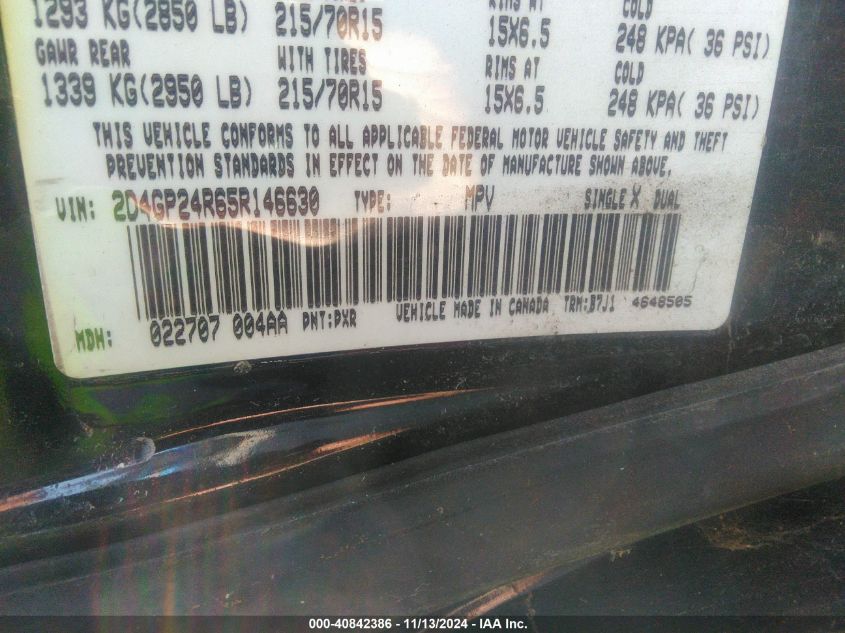 1293 KG(2850 LB) 215/70R15 RIMS AT 15X6.5 COLD 248 KPA( 36 PSI)
GAWR REAR WITH TIRES RIMS AT COLD
1339 KG(2950 LB) 215/70R15 15X6.5 248 KPA( 36 PSI)
THIS VEHICLE CONFORMS TO ALL APPLICABLE FEDERAL MOTOR VEHICLE SAFETY AND THEFT
PREVENTION STANDARDS IN EFFECT ON THE DATE OF MANUFACTURE SHOWN ABOVE.
VIN: 2D4GP24R65R146630 TYPE: MPV SINGLE X DUAL
MDH: 022707 004AA PNT:PXR VEHICLE MADE IN CANADA TRM:B7J1 4648505
000-40842386 - 11/13/2024 - IAA Inc.